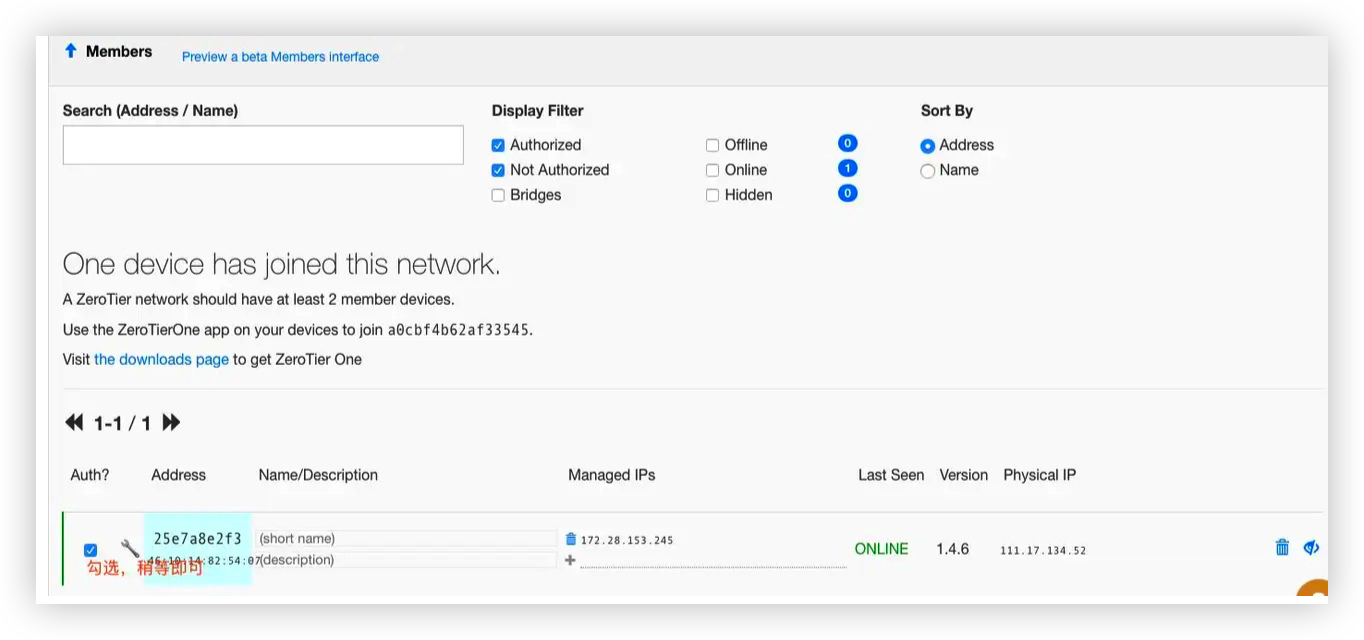 Members
Preview a beta Members interface
Search (Address / Name)
Display Filter
Sort By
Authorized
Offline
0
Address
Not Authorized
Online
1
Name
Bridges
Hidden
0
One device has joined this network.
A ZeroTier network should have at least 2 member devices.
Use the ZeroTierOne app on your devices to join a0cbf4b62af33545.
Visit the downloads page to get ZeroTier One
1-1 / 1
Auth?
Address
Name/Description
Managed IPs
Last Seen
Version
Physical IP
25e7a8e2f3
(short name)
172.28.153.245
ONLINE
1.4.6
111.17.134.52
:82:54:07
(description)
勾选，稍等即可